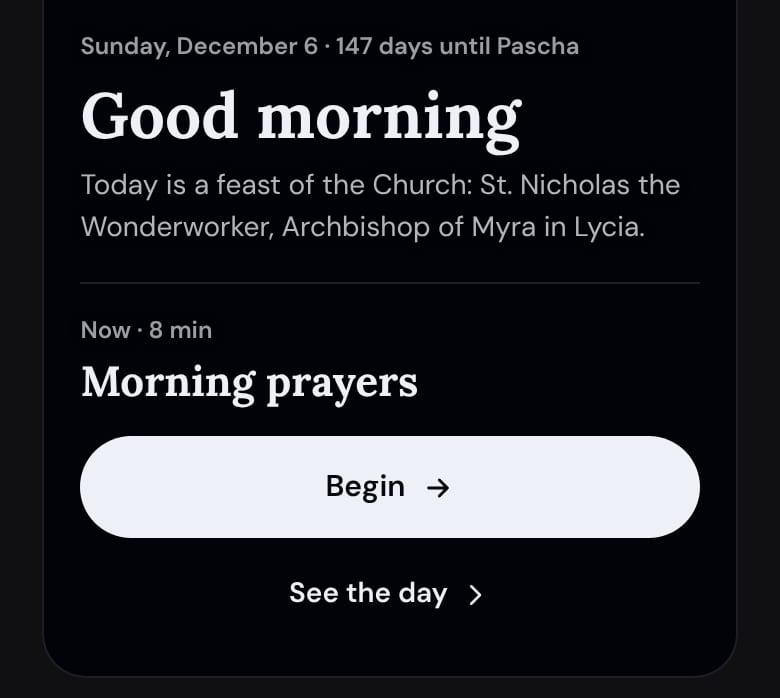 Sunday, December 6 · 147 days until Pascha
Good morning
Today is a feast of the Church: St. Nicholas the
Wonderworker, Archbishop of Myra in Lycia.
Now · 8 min
Morning prayers
Begin →
See the day >